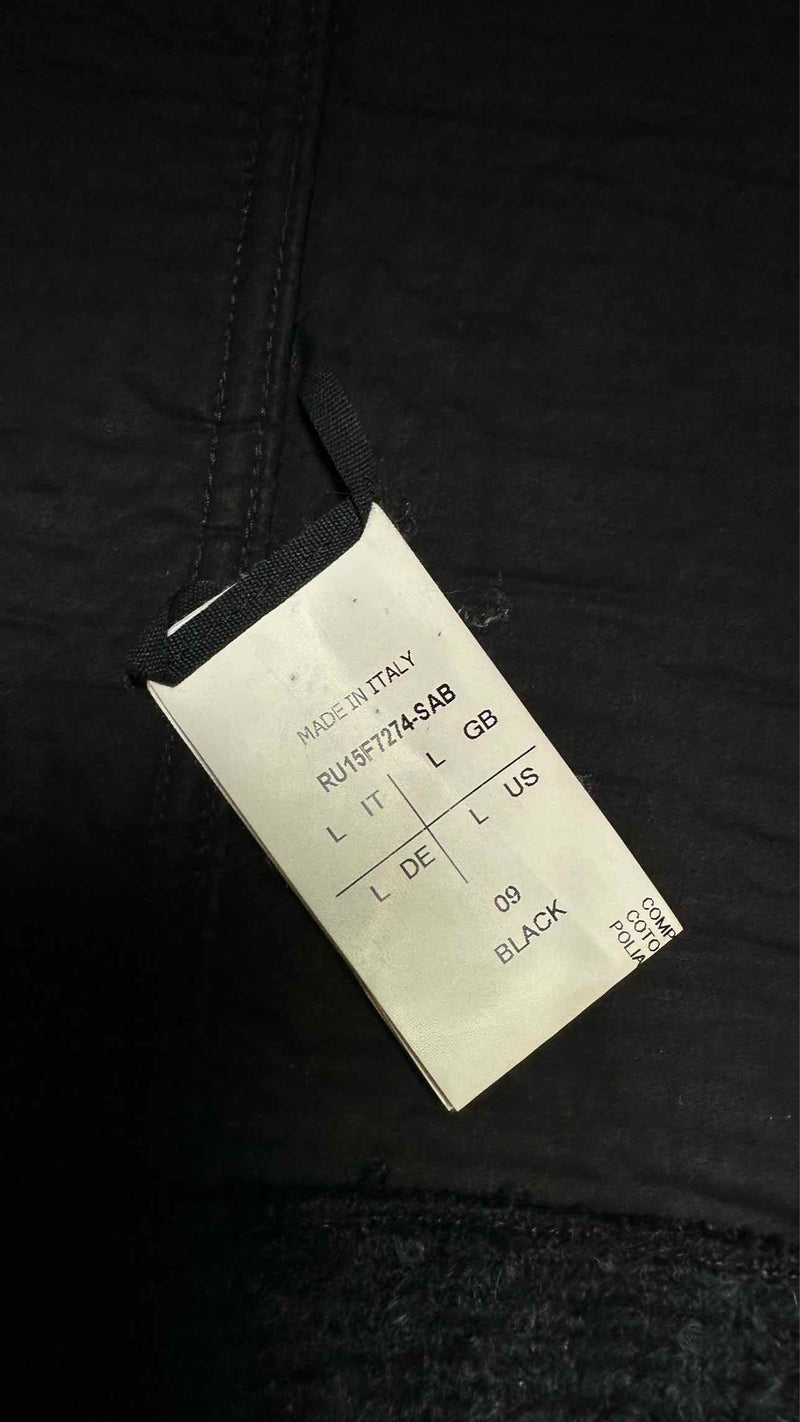 MADE IN ITALY
RU15F7274-SAB
L IT L GB
L DE L US
09
BLACK
COMP
COTO
POLIA